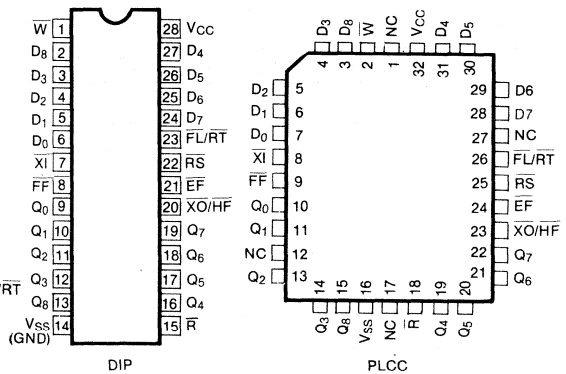 D3 D8 W NC VCC D4 D5
4 3 2 1 32 31 30
W 1 28 VCC
D8 2 27 D4
D3 3 26 D5
D2 4 25 D6
D1 5 24 D7
D0 6 23 FL/RT
XI 7 22 RS
FF 8 21 EF
Q0 9 20 XO/HF
Q1 10 19 Q7
Q2 11 18 Q6
Q3 12 17 Q5
Q8 13 16 Q4
VSS 14 15 R
(GND)
/RT
DIP
D2 5 29 D6
D1 6 28 D7
D0 7 27 NC
XI 8 26 FL/RT
FF 9 25 RS
Q0 10 24 EF
Q1 11 23 XO/HF
NC 12 22 Q7
Q2 13 21 Q6
14 15 16 17 18 19 20
Q3 Q8 VSS NC R Q4 Q5
PLCC